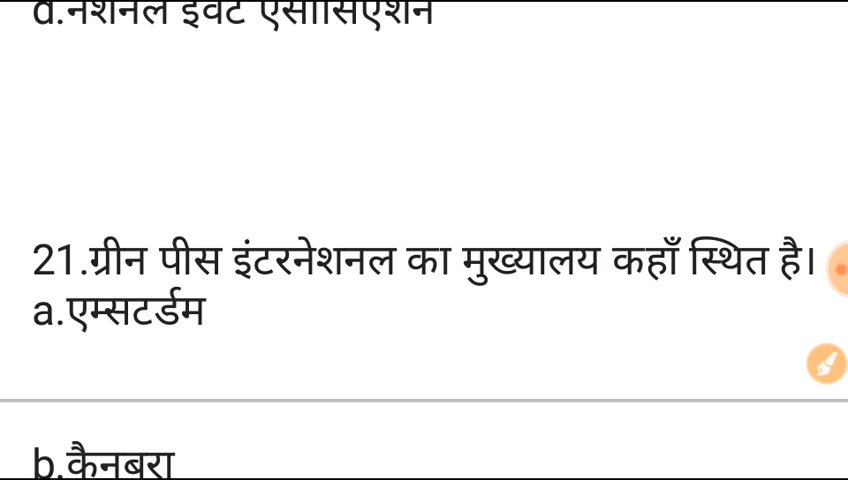 d.नेशनल इवेंट एसोसिएशन
21.ग्रीन पीस इंटरनेशनल का मुख्यालय कहाँ स्थित है।
a.एम्सटर्डम
b.कैनबरा